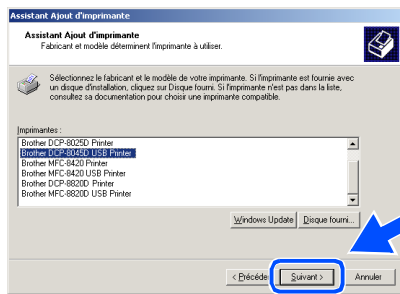 Assistant Ajout d'imprimante
Assistant Ajout d'imprimante
Fabricant et modèle déterminent l'imprimante à utiliser.
Sélectionnez le fabricant et le modèle de votre imprimante. Si l'imprimante est fournie avec
un disque d'installation, cliquez sur Disque fourni. Si l'imprimante n'est pas dans la liste,
consultez sa documentation pour choisir une imprimante compatible.
Imprimantes :
Brother DCP-8025D Printer
Brother DCP-8045D USB Printer
Brother MFC-8420 Printer
Brother MFC-8420 USB Printer
Brother DCP-8820D Printer
Brother MFC-8820D USB Printer
Windows Update
Disque fourni...
< Précéde
Suivant >
Annuler